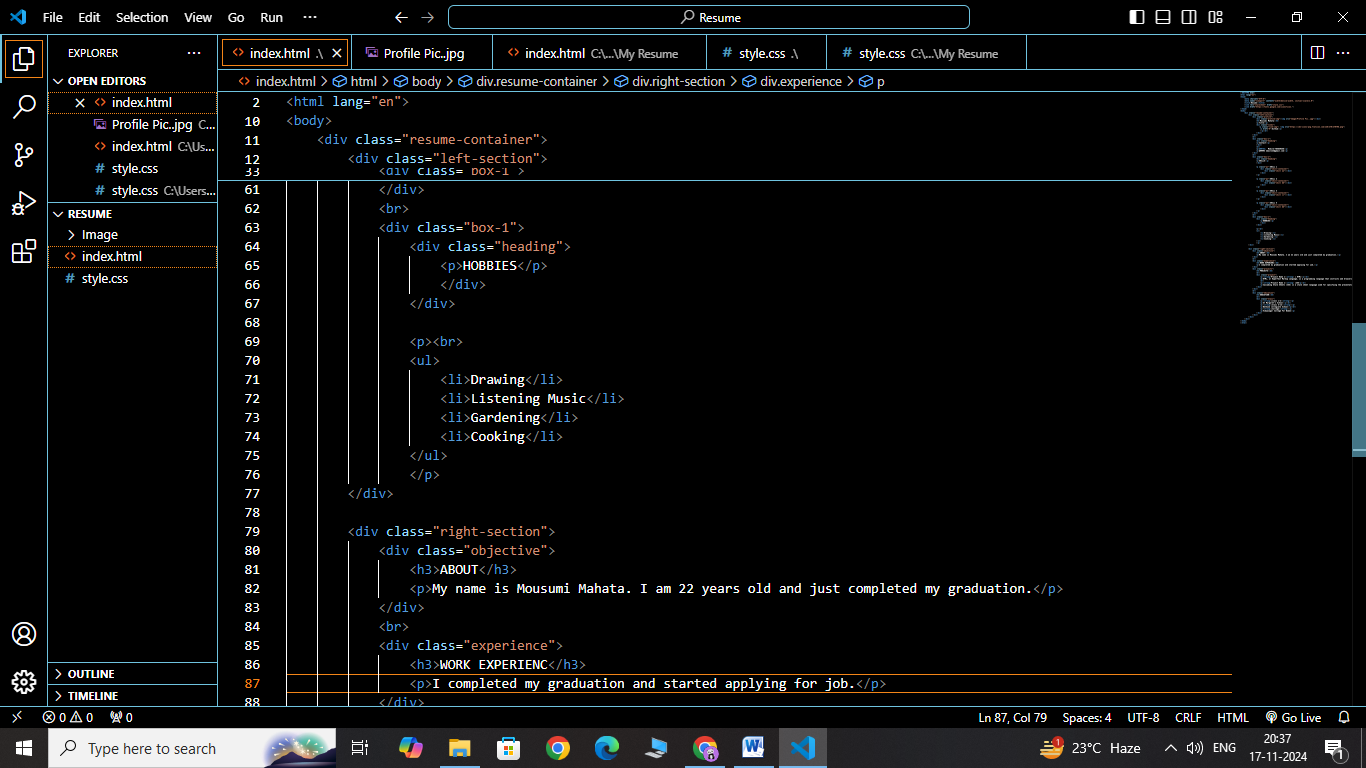 File Edit Selection View Go Run ··· Resume
EXPLORER ···
index.html .\ Profile Pic..jpg index.html C:\...\My Resume style.css .\ style.css C:\...\My Resume
index.html > html > body > div.resume-container > div.right-section > div.experience > p
OPEN EDITORS
index.html
Profile Pic..jpg C...
index.html C:\Us...
style.css
style.css C:\Users...
RESUME
Image
index.html
style.css
OUTLINE
TIMELINE
2 <html lang="en">
10 <body>
11 <div class="resume-container">
12 <div class="left-section">
33 <div class="box-1">
61 </div>
62 <br>
63 <div class="box-1">
64 <div class="heading">
65 <p>HOBBIES</p>
66 </div>
67 </div>
68
69 <p><br>
70 <ul>
71 <li>Drawing</li>
72 <li>Listening Music</li>
73 <li>Gardening</li>
74 <li>Cooking</li>
75 </ul>
76 </p>
77 </div>
78
79 <div class="right-section">
80 <div class="objective">
81 <h3>ABOUT</h3>
82 <p>My name is Mousumi Mahata. I am 22 years old and just completed my graduation.</p>
83 </div>
84 <br>
85 <div class="experience">
86 <h3>WORK EXPERIENC</h3>
87 <p>I completed my graduation and started applying for job.</p>
88 </div>
0 0 0 Ln 87, Col 79 Spaces: 4 UTF-8 CRLF HTML Go Live
Type here to search 1 23°C Haze ENG 20:37
17-11-2024 1